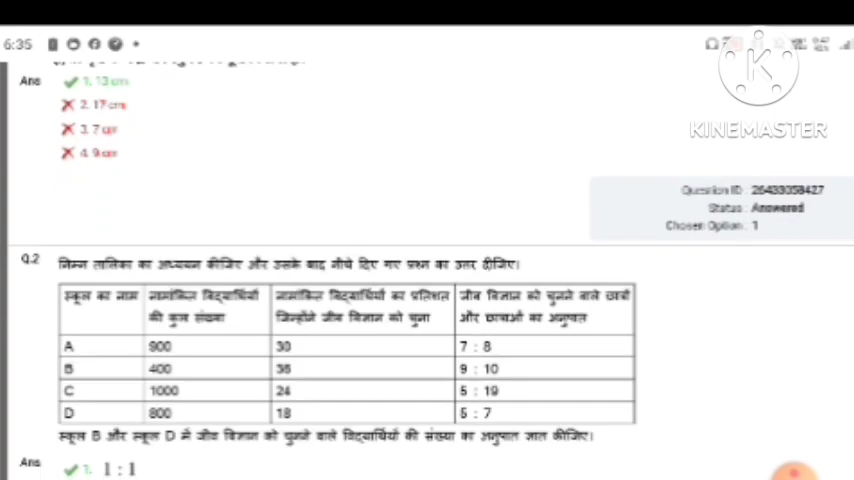 6:35
KINEMASTER
Ans
1. 13 cm
2. 17 cm
3. 7 cm
4. 9 cm
Question ID : 26433058427
Status : Answered
Chosen Option : 1
Q.2 निम्न तालिका का अध्ययन कीजिए और उसके बाद नीचे दिए गए प्रश्न का उत्तर दीजिए।
स्कूल का नाम नामांकित विद्यार्थियों की कुल संख्या नामांकित विद्यार्थियों का प्रतिशत जिन्होंने जीव विज्ञान को चुना जीव विज्ञान को चुनने वाले छात्रों और छात्राओं का अनुपात
A 900 30 7 : 8
B 400 36 9 : 10
C 1000 24 5 : 19
D 800 18 5 : 7
स्कूल B और स्कूल D में जीव विज्ञान को चुनने वाले विद्यार्थियों की संख्या का अनुपात ज्ञात कीजिए।
Ans
1. 1 : 1